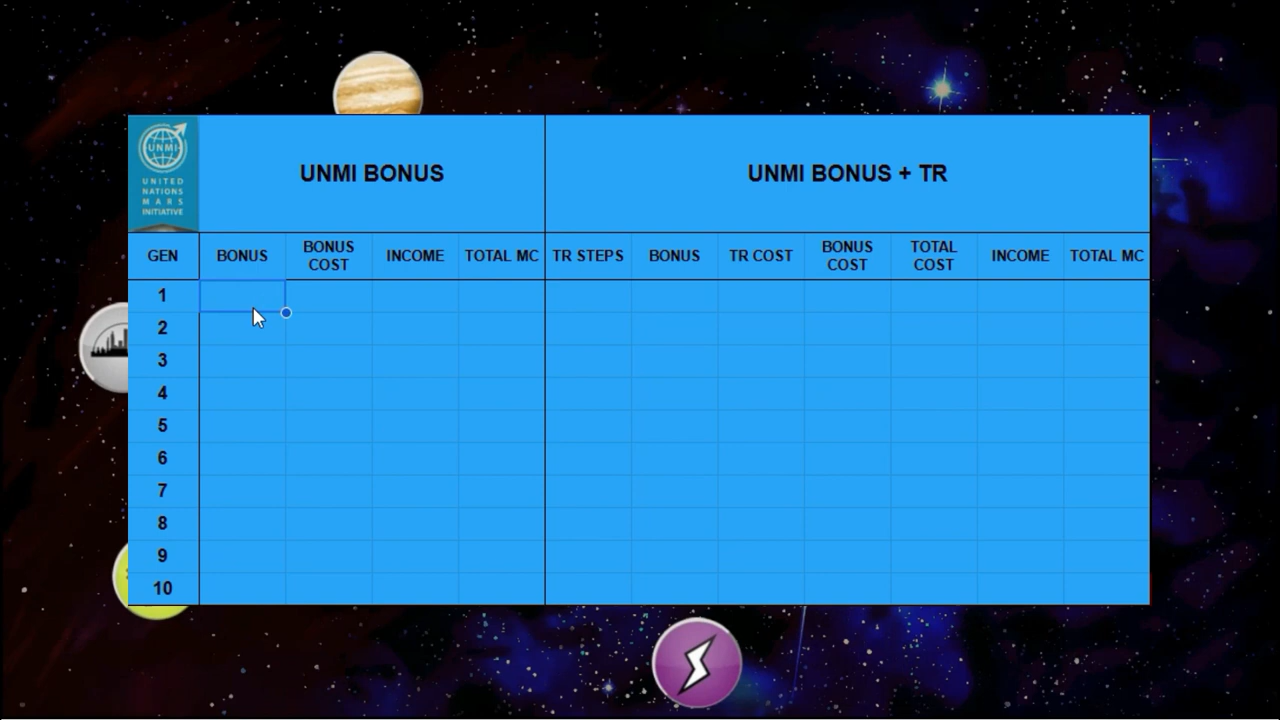 UNMI
UNITED
NATIONS
MARS
INITIATIVE
UNMI BONUS
UNMI BONUS + TR
GEN
BONUS
BONUS
COST
INCOME
TOTAL MC
TR STEPS
BONUS
TR COST
BONUS
COST
TOTAL
COST
INCOME
TOTAL MC
1
2
3
4
5
6
7
8
9
10